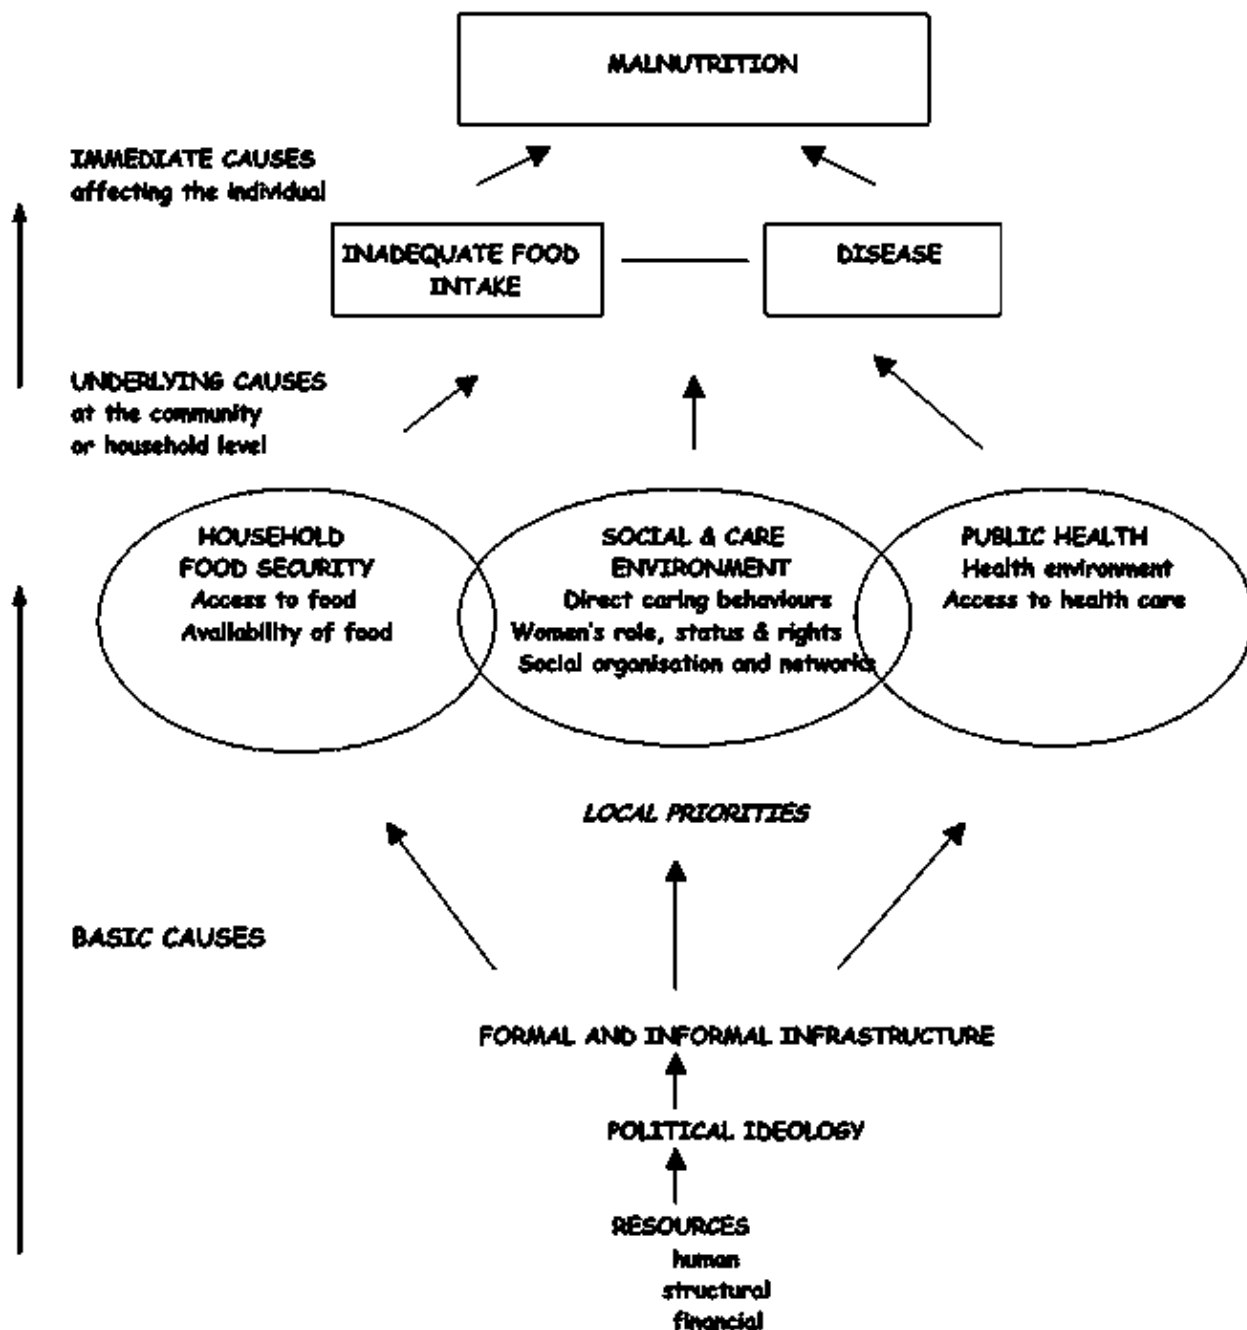 MALNUTRITION
IMMEDIATE CAUSES
affecting the individual
INADEQUATE FOOD
INTAKE
DISEASE
UNDERLYING CAUSES
at the community
or household level
HOUSEHOLD
FOOD SECURITY
Access to food
Availability of food
SOCIAL & CARE
ENVIRONMENT
Direct caring behaviours
Women's role, status & rights
Social organisation and networks
PUBLIC HEALTH
Health environment
Access to health care
LOCAL PRIORITIES
BASIC CAUSES
FORMAL AND INFORMAL INFRASTRUCTURE
POLITICAL IDEOLOGY
RESOURCES
human
structural
financial